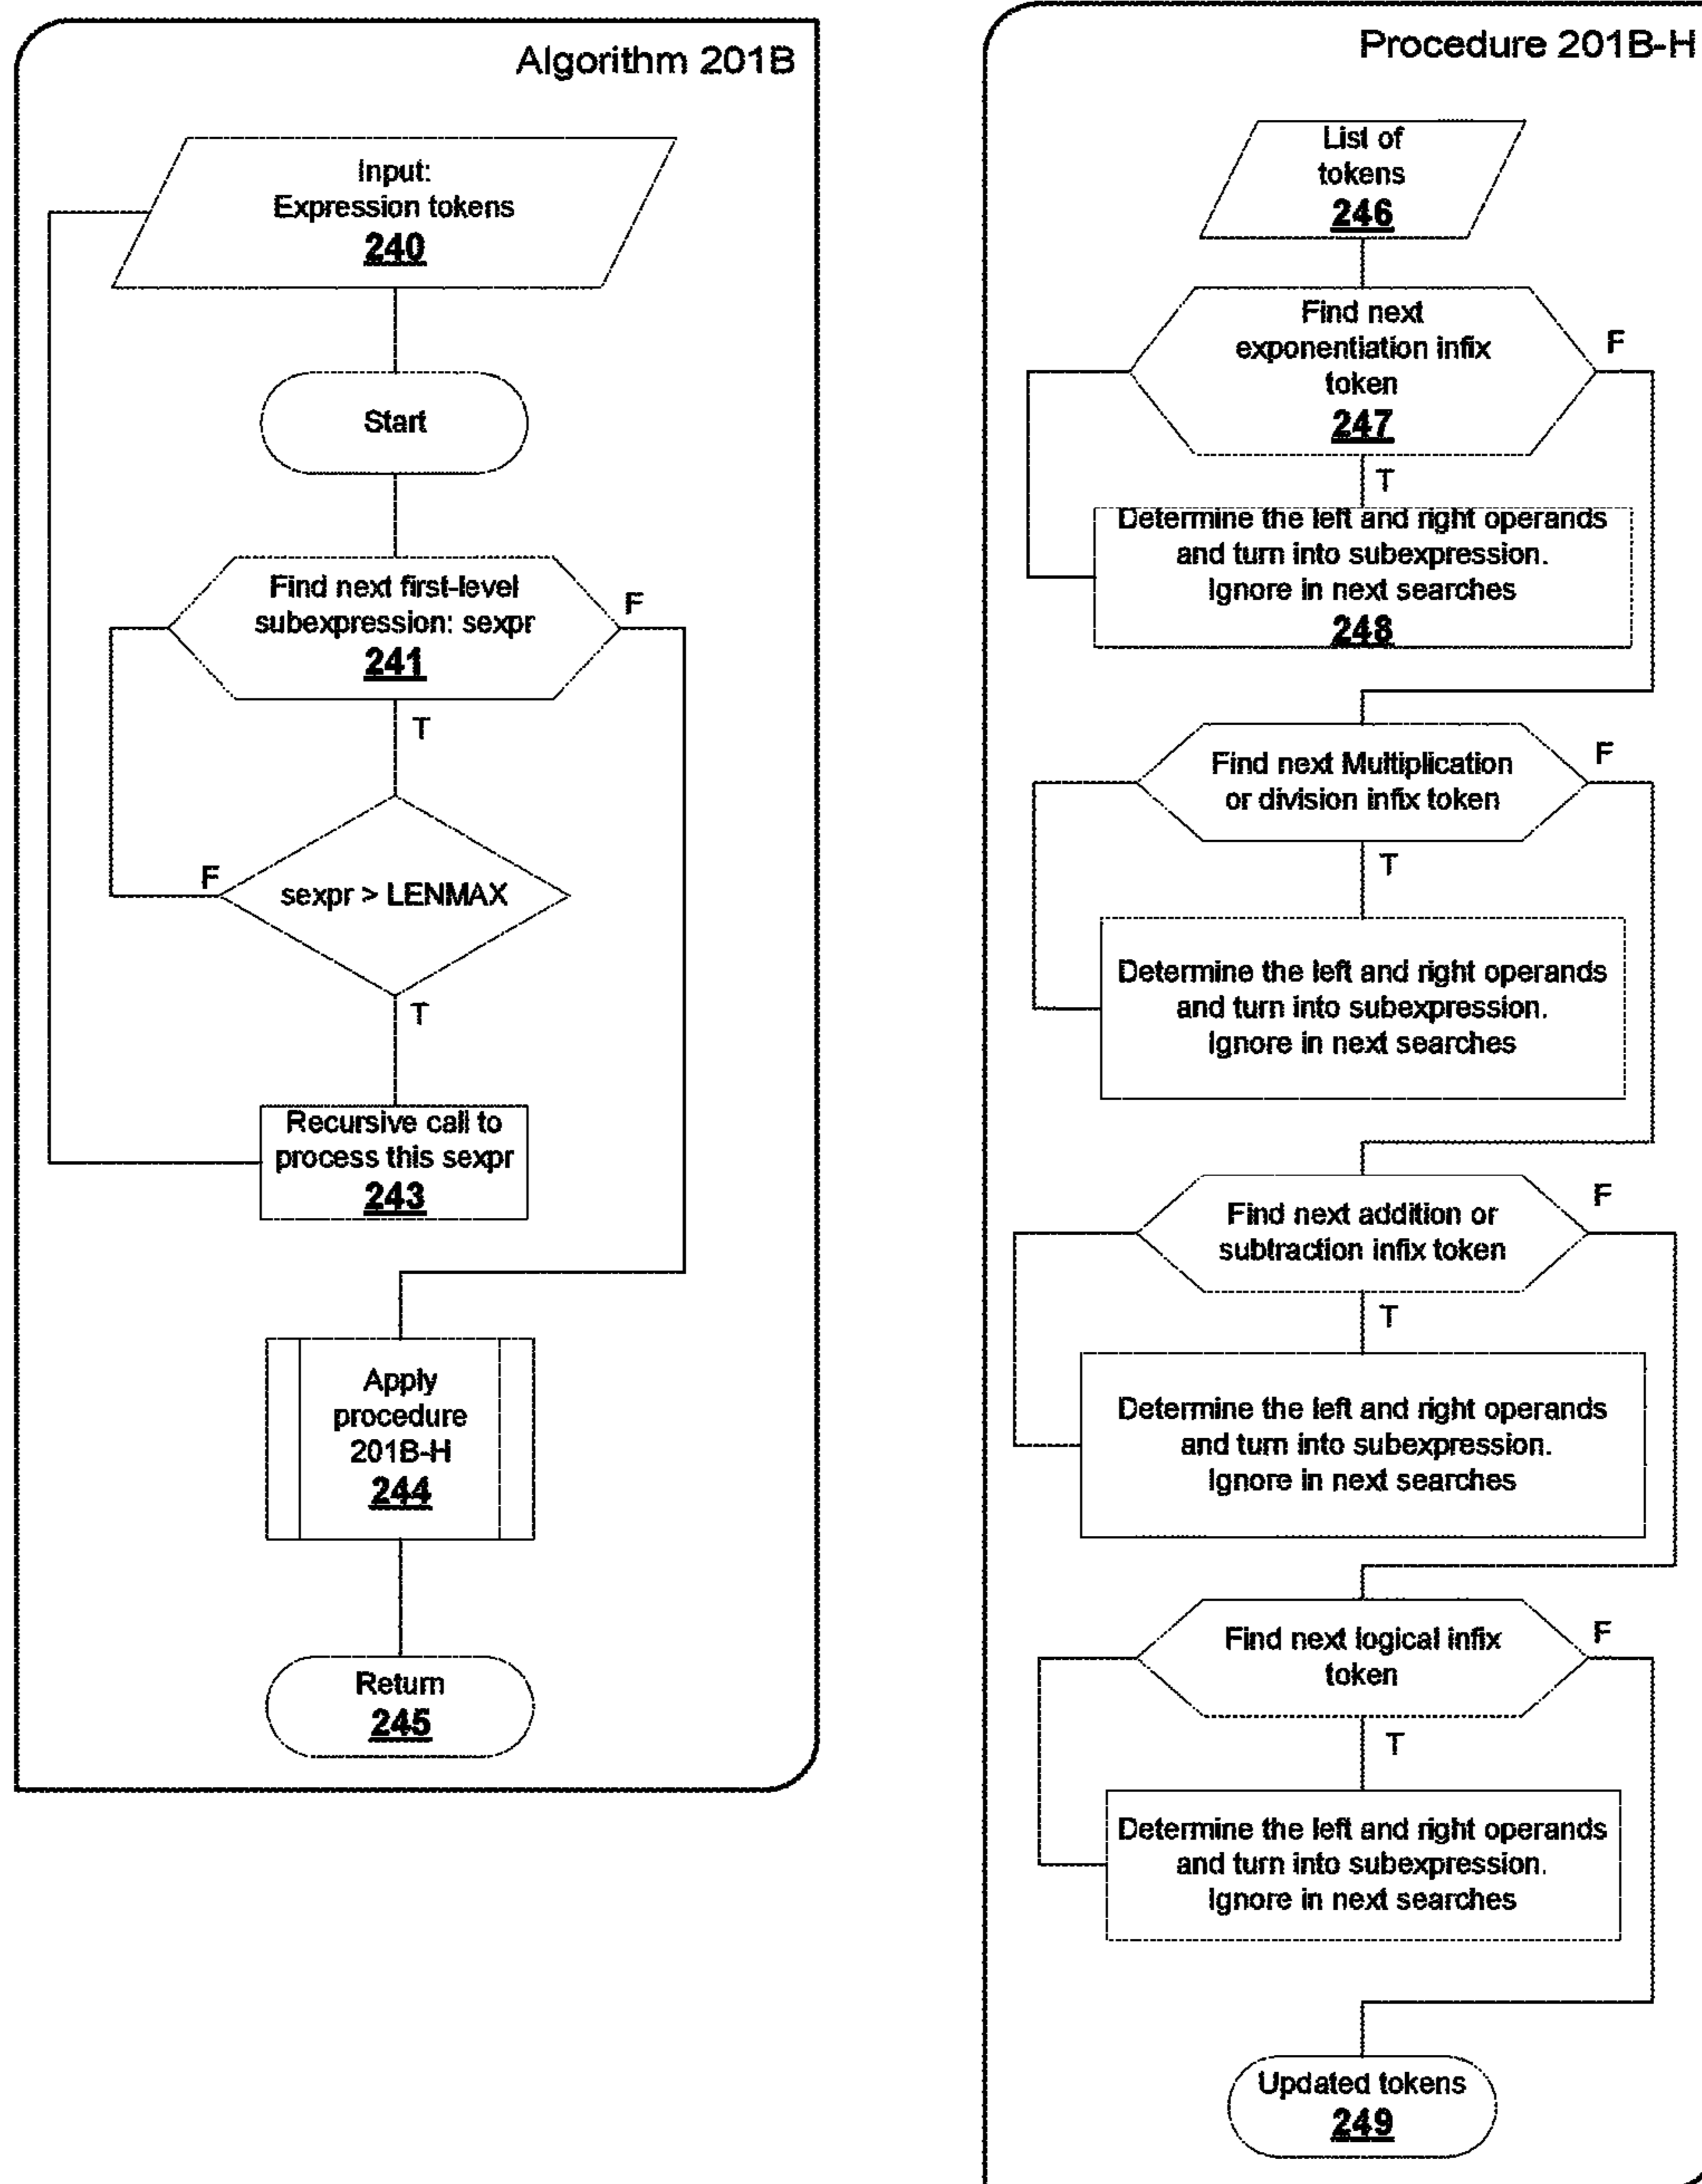 Algorithm 201B
Input:
Expression tokens
240
Start
Find next first-level
subexpression: sexpr
241
F
T
sexpr > LENMAX
F
T
Recursive call to
process this sexpr
243
Apply
procedure
201B-H
244
Return
245
Procedure 201B-H
List of
tokens
246
Find next
exponentiation infix
token
247
F
T
Determine the left and right operands
and turn into subexpression.
Ignore in next searches
248
Find next Multiplication
or division infix token
F
T
Determine the left and right operands
and turn into subexpression.
Ignore in next searches
Find next addition or
subtraction infix token
F
T
Determine the left and right operands
and turn into subexpression.
Ignore in next searches
Find next logical infix
token
F
T
Determine the left and right operands
and turn into subexpression.
Ignore in next searches
Updated tokens
249